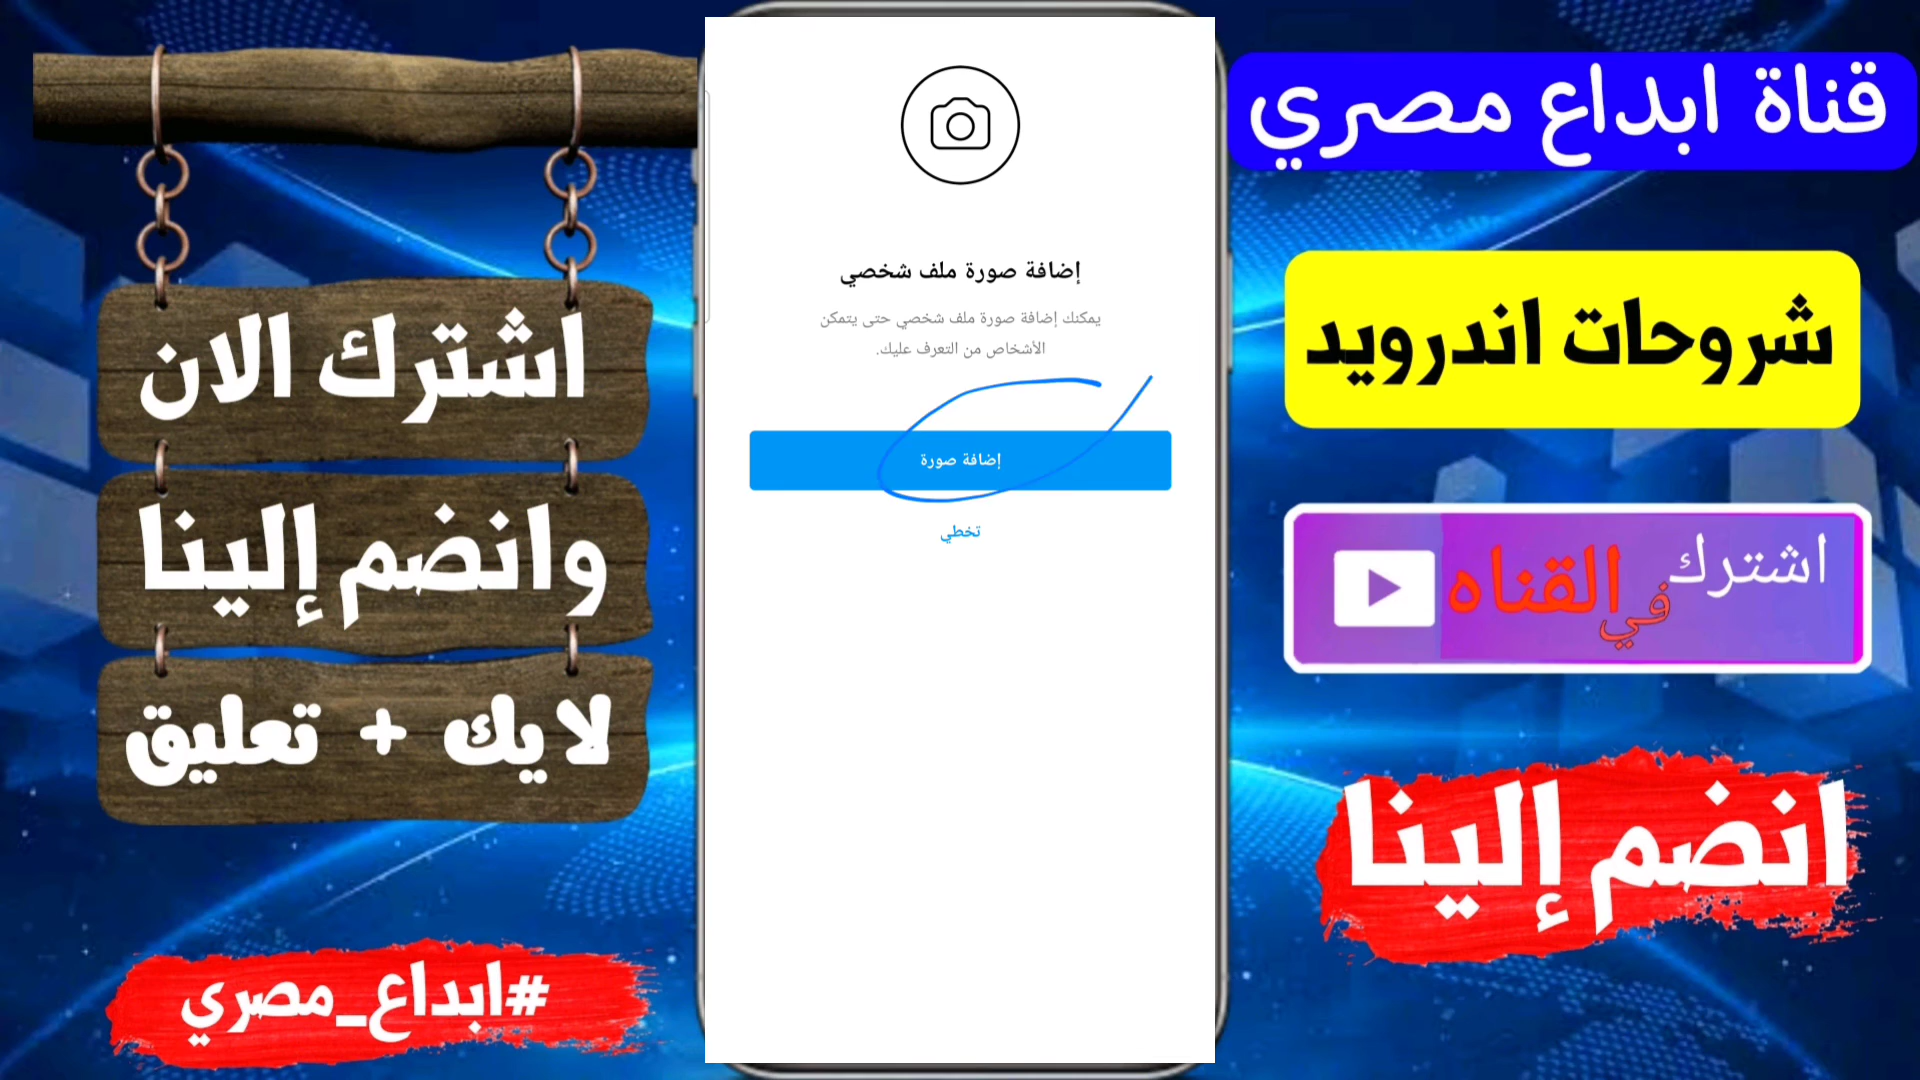 قناة ابداع مصري
شروحات اندرويد
اشترك في القناه
انضم إلينا
إضافة صورة ملف شخصي
يمكنك إضافة صورة ملف شخصي حتى يتمكن
الأشخاص من التعرف عليك.
إضافة صورة
تخطي
اشترك الان
وانضم إلينا
لايك + تعليق
#ابداع_مصري